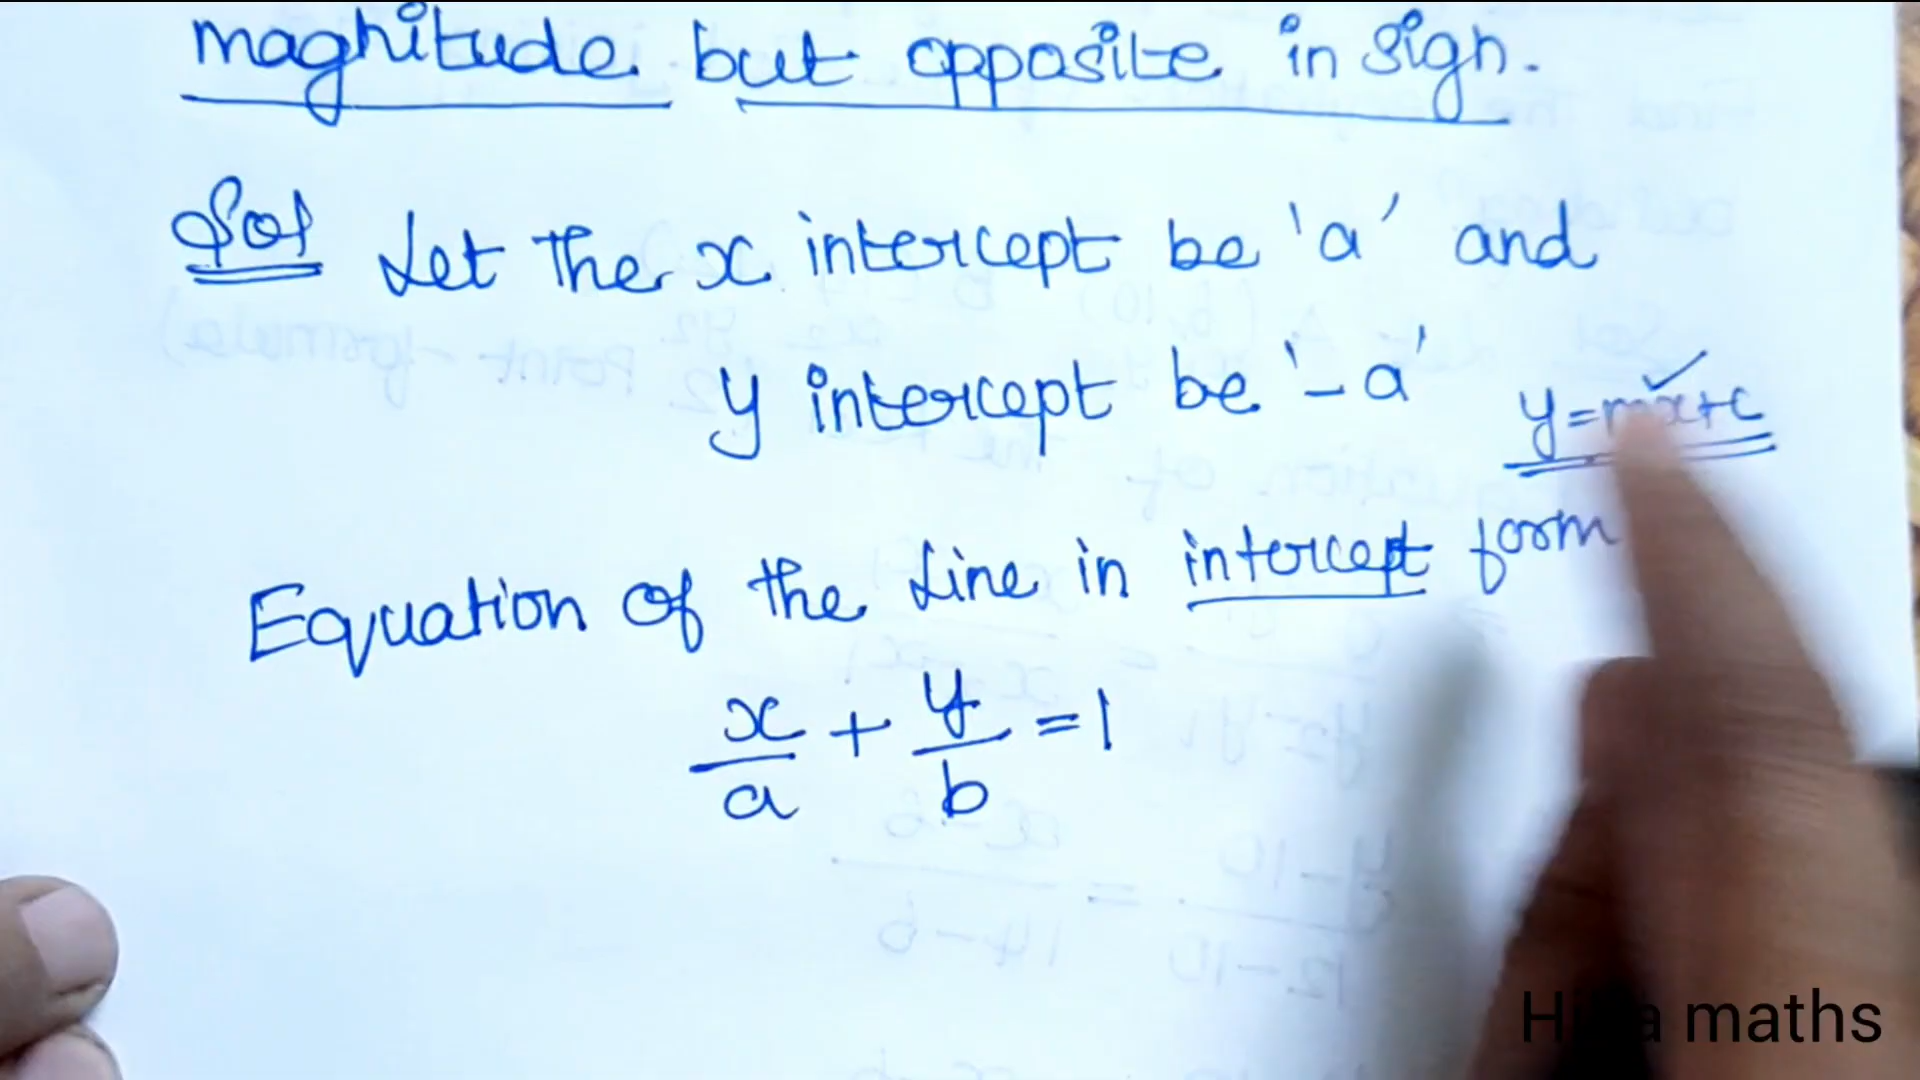 magnitude but opposite in sign.
Sol Let the x intercept be 'a' and
y intercept be '-a'
y=mx+c
Equation of the Line in intercept form
x/a + y/b = 1
maths